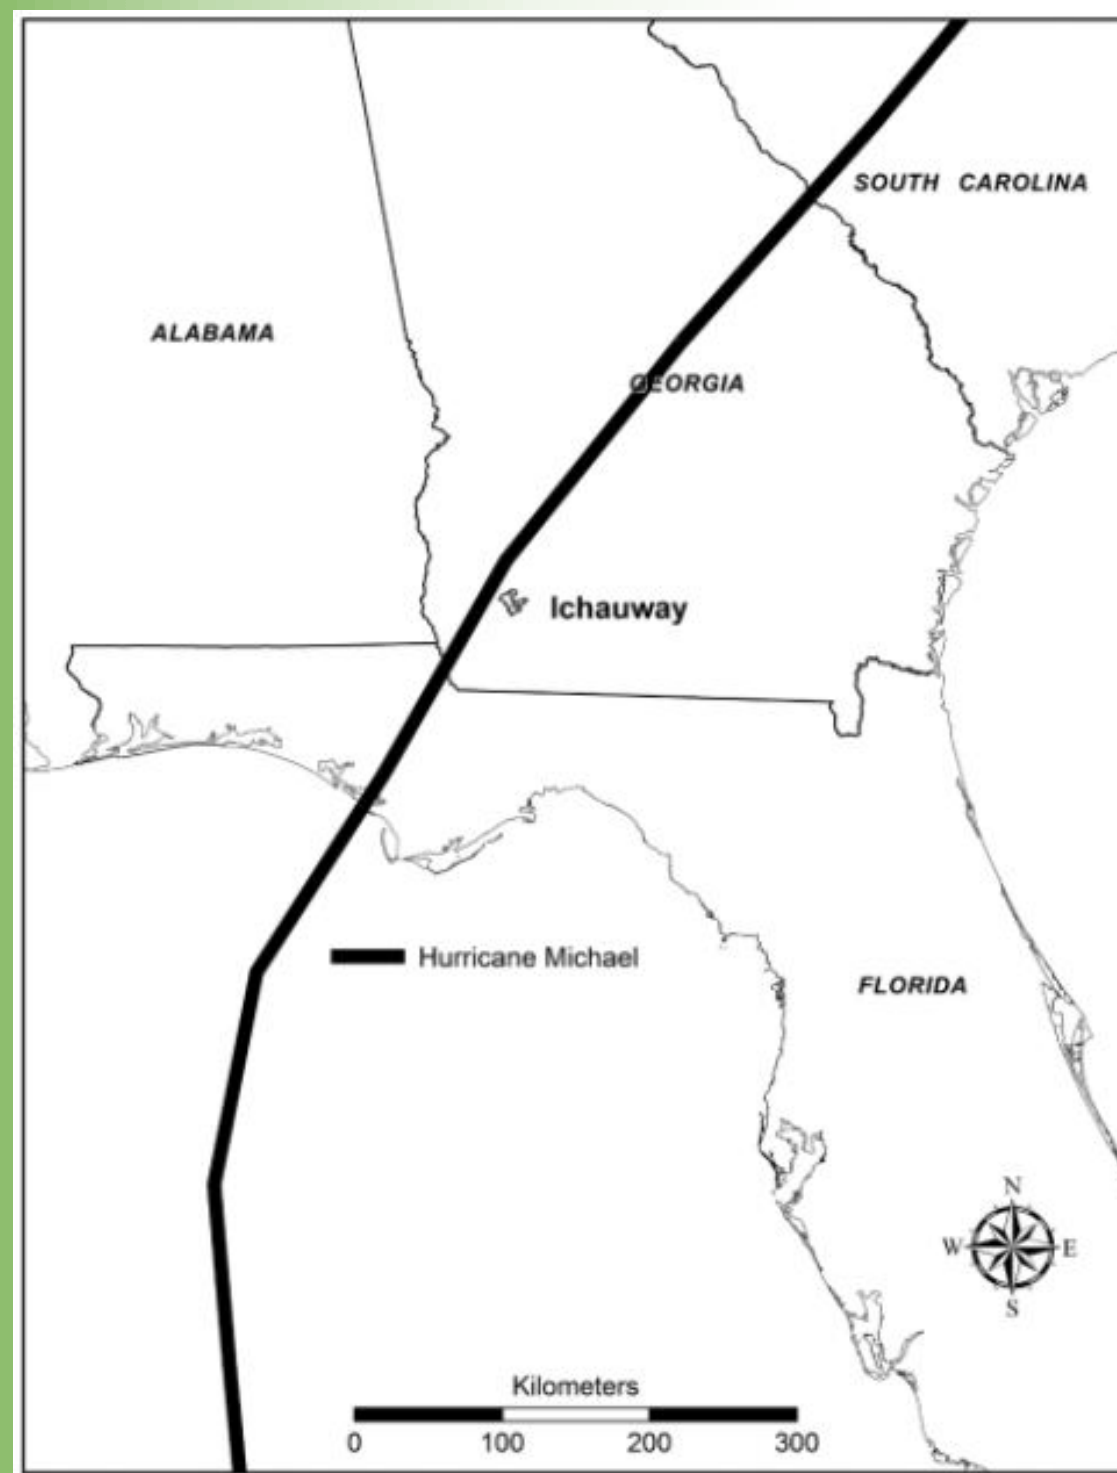 SOUTH CAROLINA
ALABAMA
GEORGIA
Ichauway
Hurricane Michael
FLORIDA
N
W E
S
Kilometers
0 100 200 300